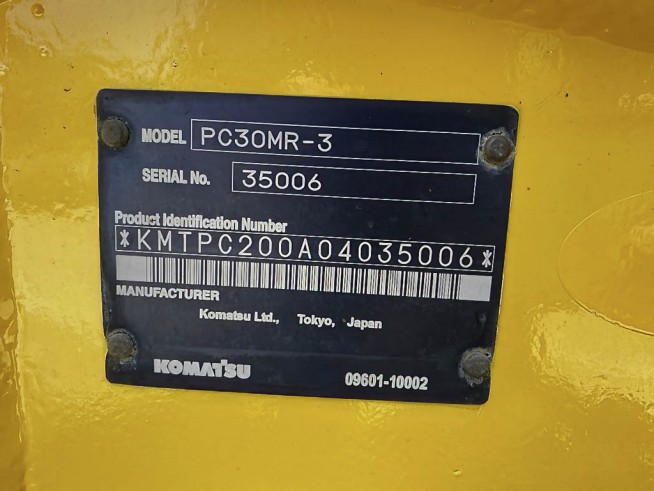 MODEL PC30MR-3
SERIAL No. 35006
Product Identification Number
*KMTPC200A04035006*
MANUFACTURER
Komatsu Ltd., Tokyo, Japan
KOMATSU 09601-10002